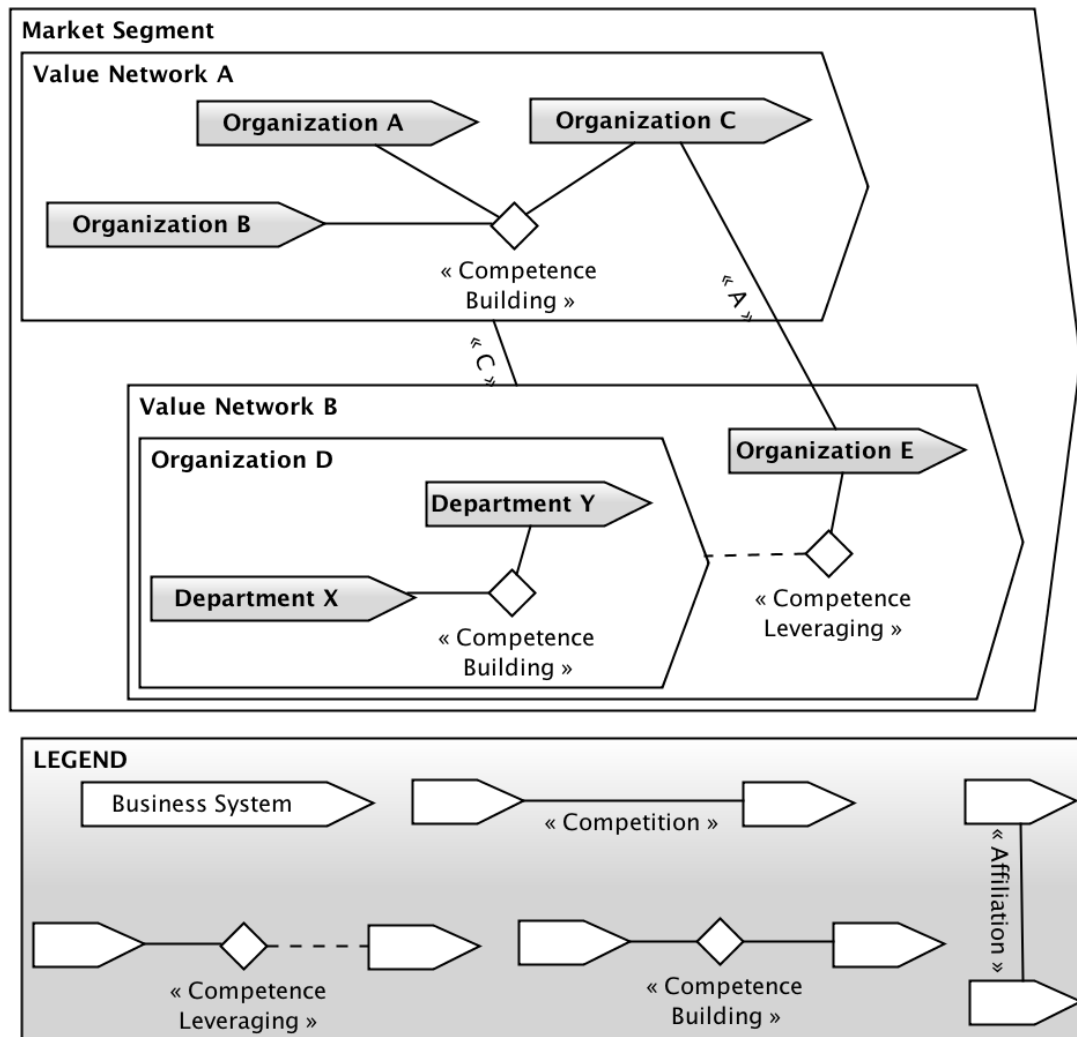 Market Segment
Value Network A
Organization A
Organization C
Organization B
« Competence
Building »
« A »
« C »
Value Network B
Organization D
Organization E
Department Y
Department X
« Competence
Building »
« Competence
Leveraging »
LEGEND
Business System
« Competition »
« Affiliation »
« Competence
Leveraging »
« Competence
Building »